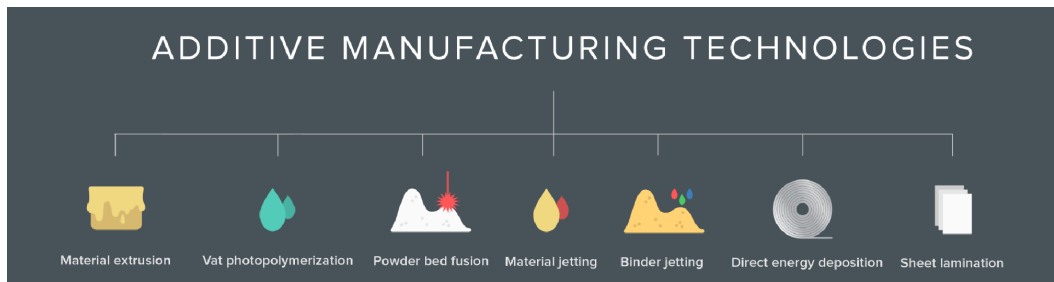 ADDITIVE MANUFACTURING TECHNOLOGIES
Material extrusion
Vat photopolymerization
Powder bed fusion
Material jetting
Binder jetting
Direct energy deposition
Sheet lamination